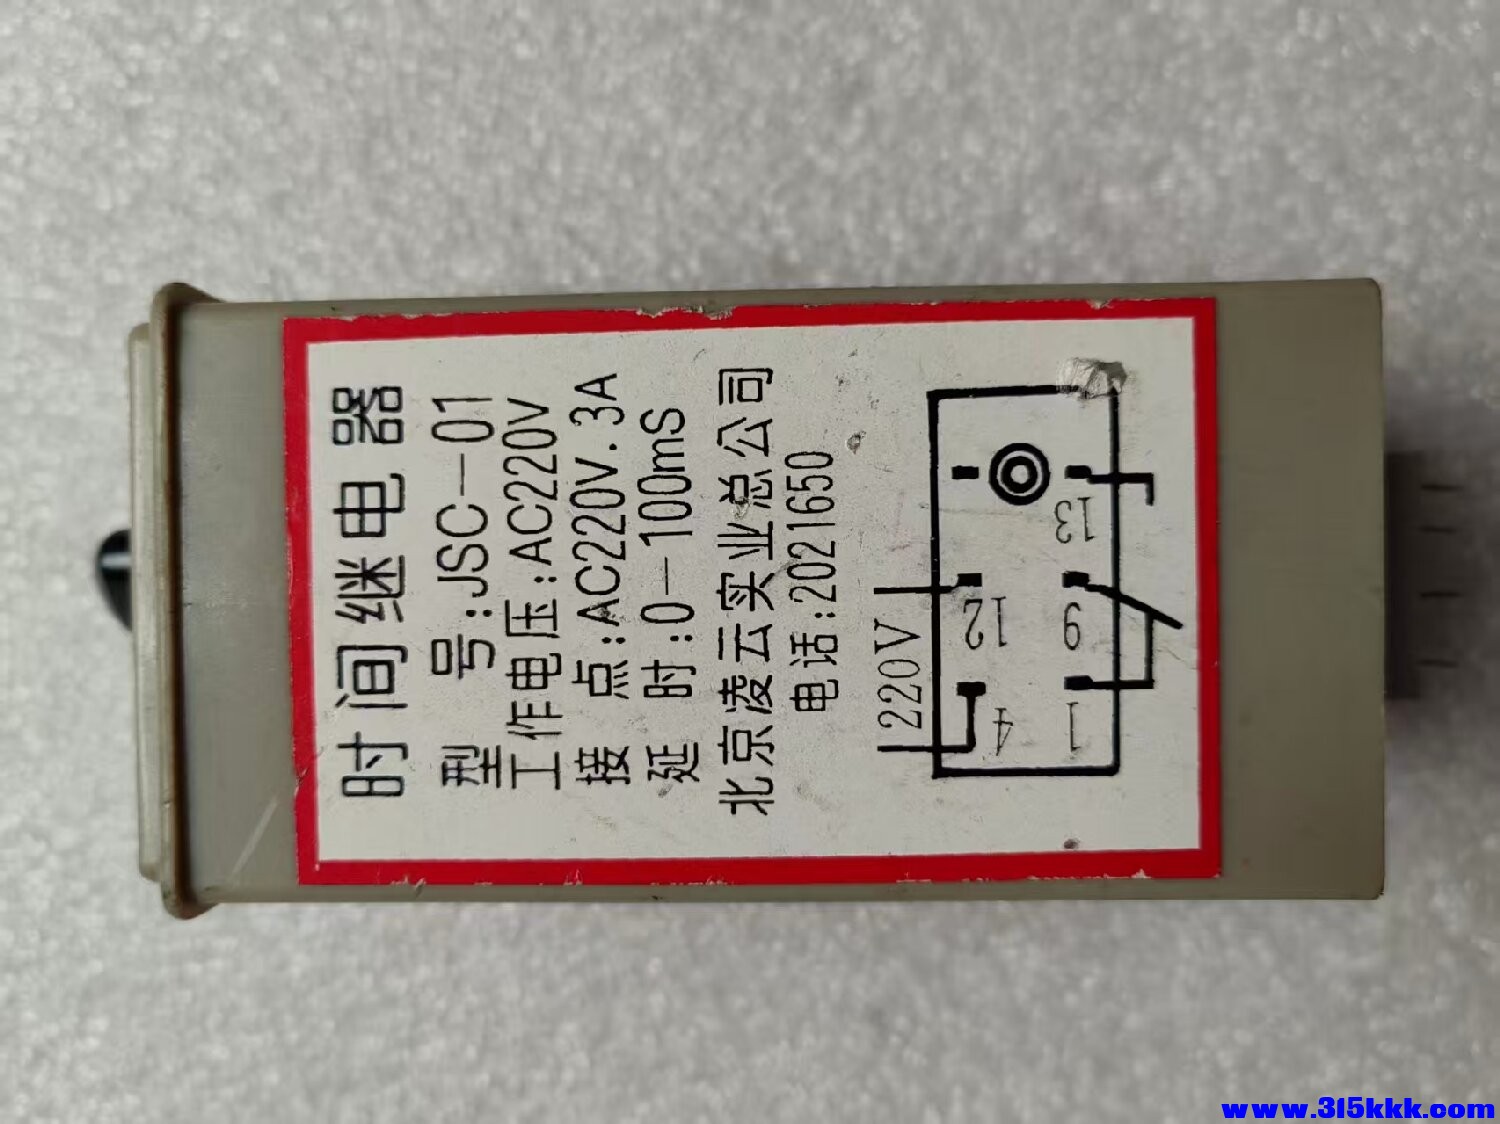 时间继电器
型 号:JSC-01
工作电压:AC220V
接 点:AC220V.3A
延 时:0-100mS
北京凌云实业总公司
电话:2021650
220V
4
12
1
9
13
www.315kkk.com